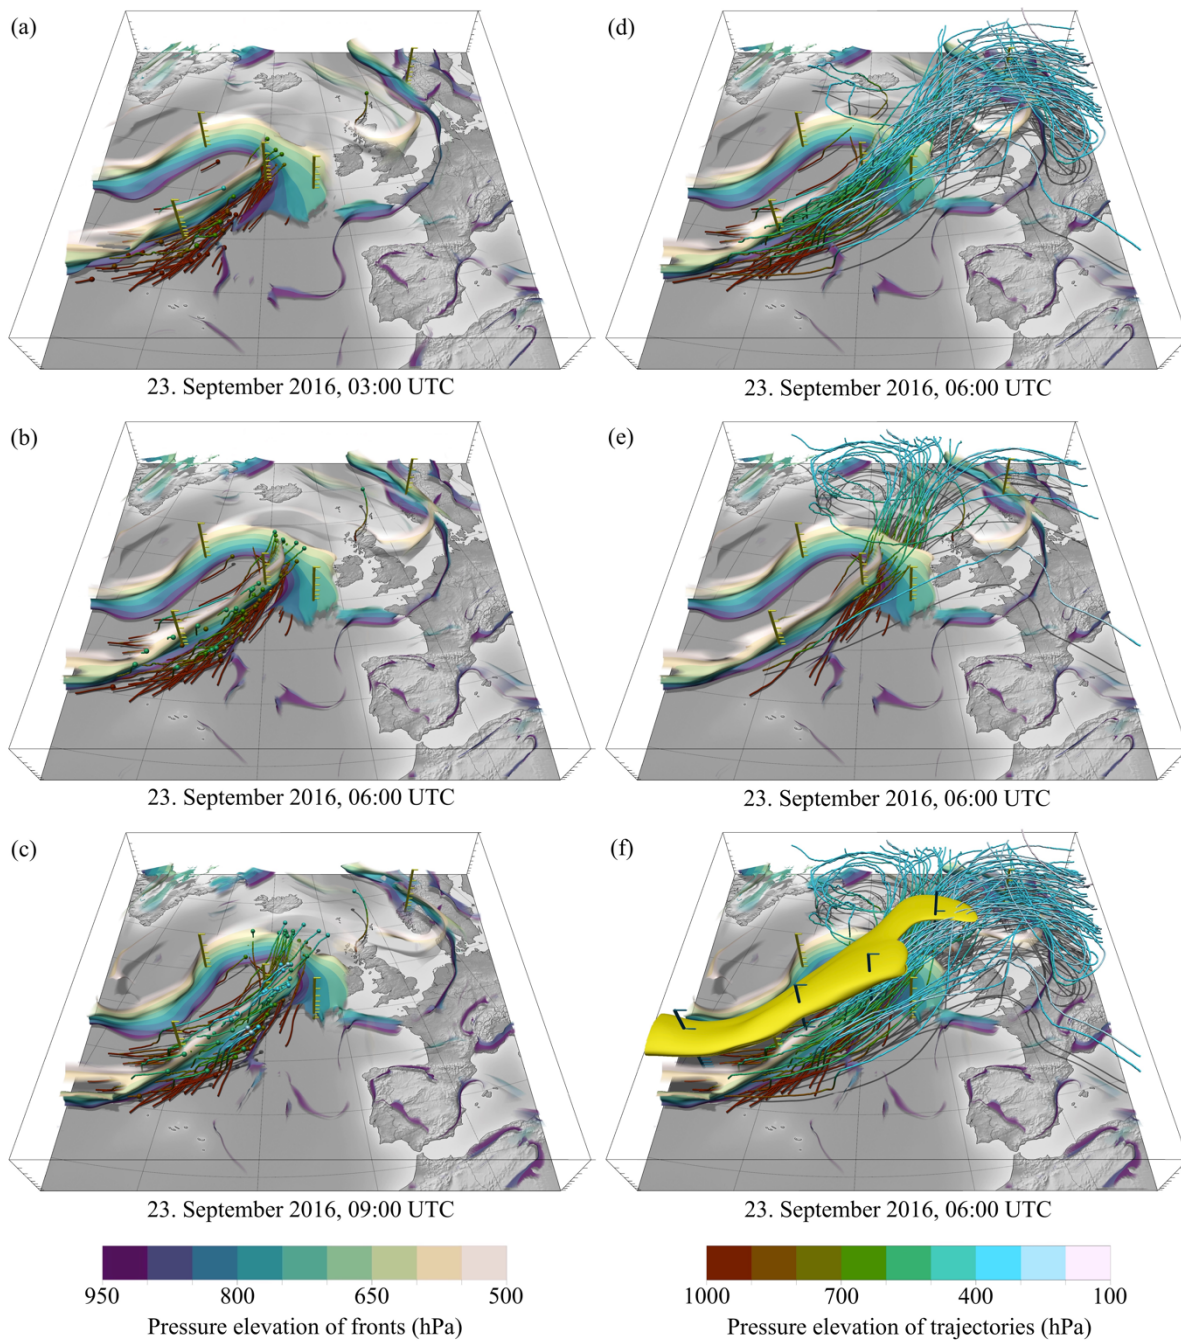 (a)
(d)
23. September 2016, 03:00 UTC
23. September 2016, 06:00 UTC
(b)
(e)
23. September 2016, 06:00 UTC
23. September 2016, 06:00 UTC
(c)
(f)
23. September 2016, 09:00 UTC
23. September 2016, 06:00 UTC
950 800 650 500
Pressure elevation of fronts (hPa)
1000 700 400 100
Pressure elevation of trajectories (hPa)